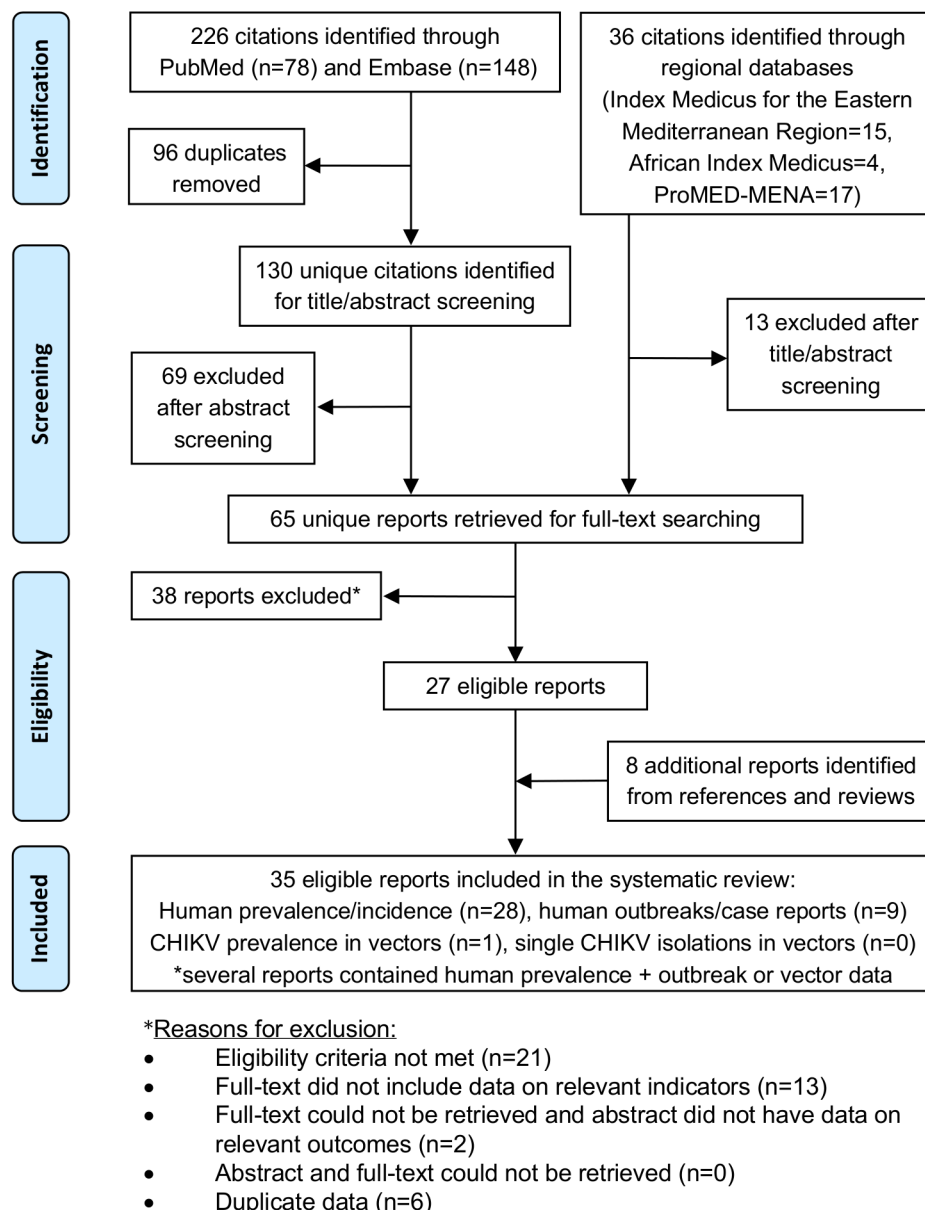 Identification
226 citations identified through
PubMed (n=78) and Embase (n=148)
36 citations identified through
regional databases
(Index Medicus for the Eastern
Mediterranean Region=15,
African Index Medicus=4,
ProMED-MENA=17)
96 duplicates
removed
Screening
130 unique citations identified
for title/abstract screening
13 excluded after
title/abstract
screening
69 excluded
after abstract
screening
65 unique reports retrieved for full-text searching
Eligibility
38 reports excluded*
27 eligible reports
8 additional reports identified
from references and reviews
Included
35 eligible reports included in the systematic review:
Human prevalence/incidence (n=28), human outbreaks/case reports (n=9)
CHIKV prevalence in vectors (n=1), single CHIKV isolations in vectors (n=0)
*several reports contained human prevalence + outbreak or vector data
*Reasons for exclusion:
• Eligibility criteria not met (n=21)
• Full-text did not include data on relevant indicators (n=13)
• Full-text could not be retrieved and abstract did not have data on
relevant outcomes (n=2)
• Abstract and full-text could not be retrieved (n=0)
• Duplicate data (n=6)